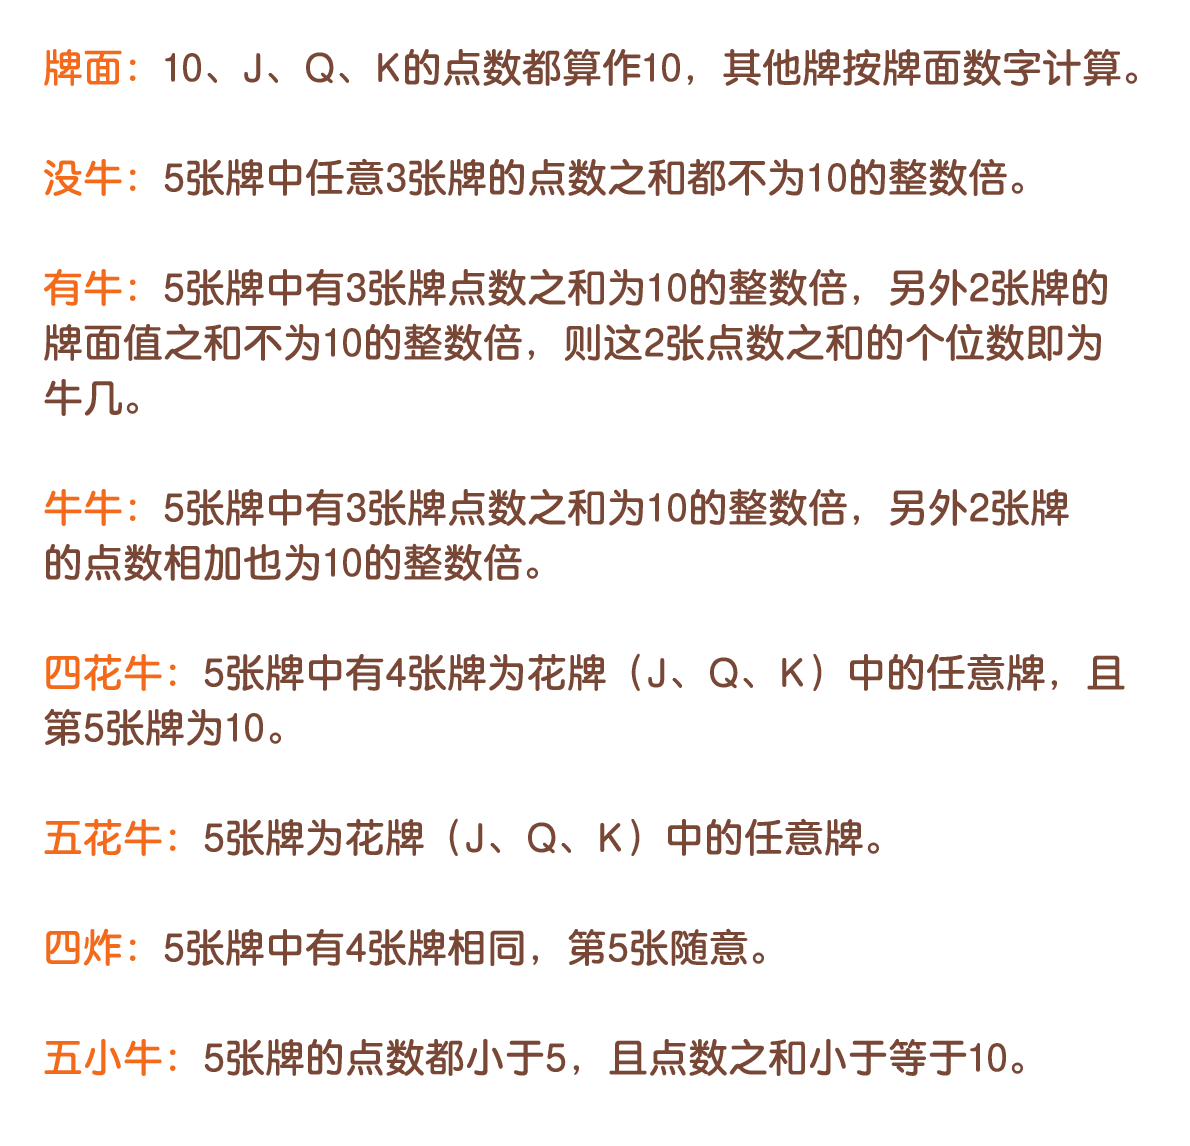 牌面：10、J、Q、K的点数都算作10，其他牌按牌面数字计算。
没牛：5张牌中任意3张牌的点数之和都不为10的整数倍。
有牛：5张牌中有3张牌点数之和为10的整数倍，另外2张牌的
牌面值之和不为10的整数倍，则这2张点数之和的个位数即为
牛几。
牛牛：5张牌中有3张牌点数之和为10的整数倍，另外2张牌
的点数相加也为10的整数倍。
四花牛：5张牌中有4张牌为花牌（J、Q、K）中的任意牌，且
第5张牌为10。
五花牛：5张牌为花牌（J、Q、K）中的任意牌。
四炸：5张牌中有4张牌相同，第5张随意。
五小牛：5张牌的点数都小于5，且点数之和小于等于10。